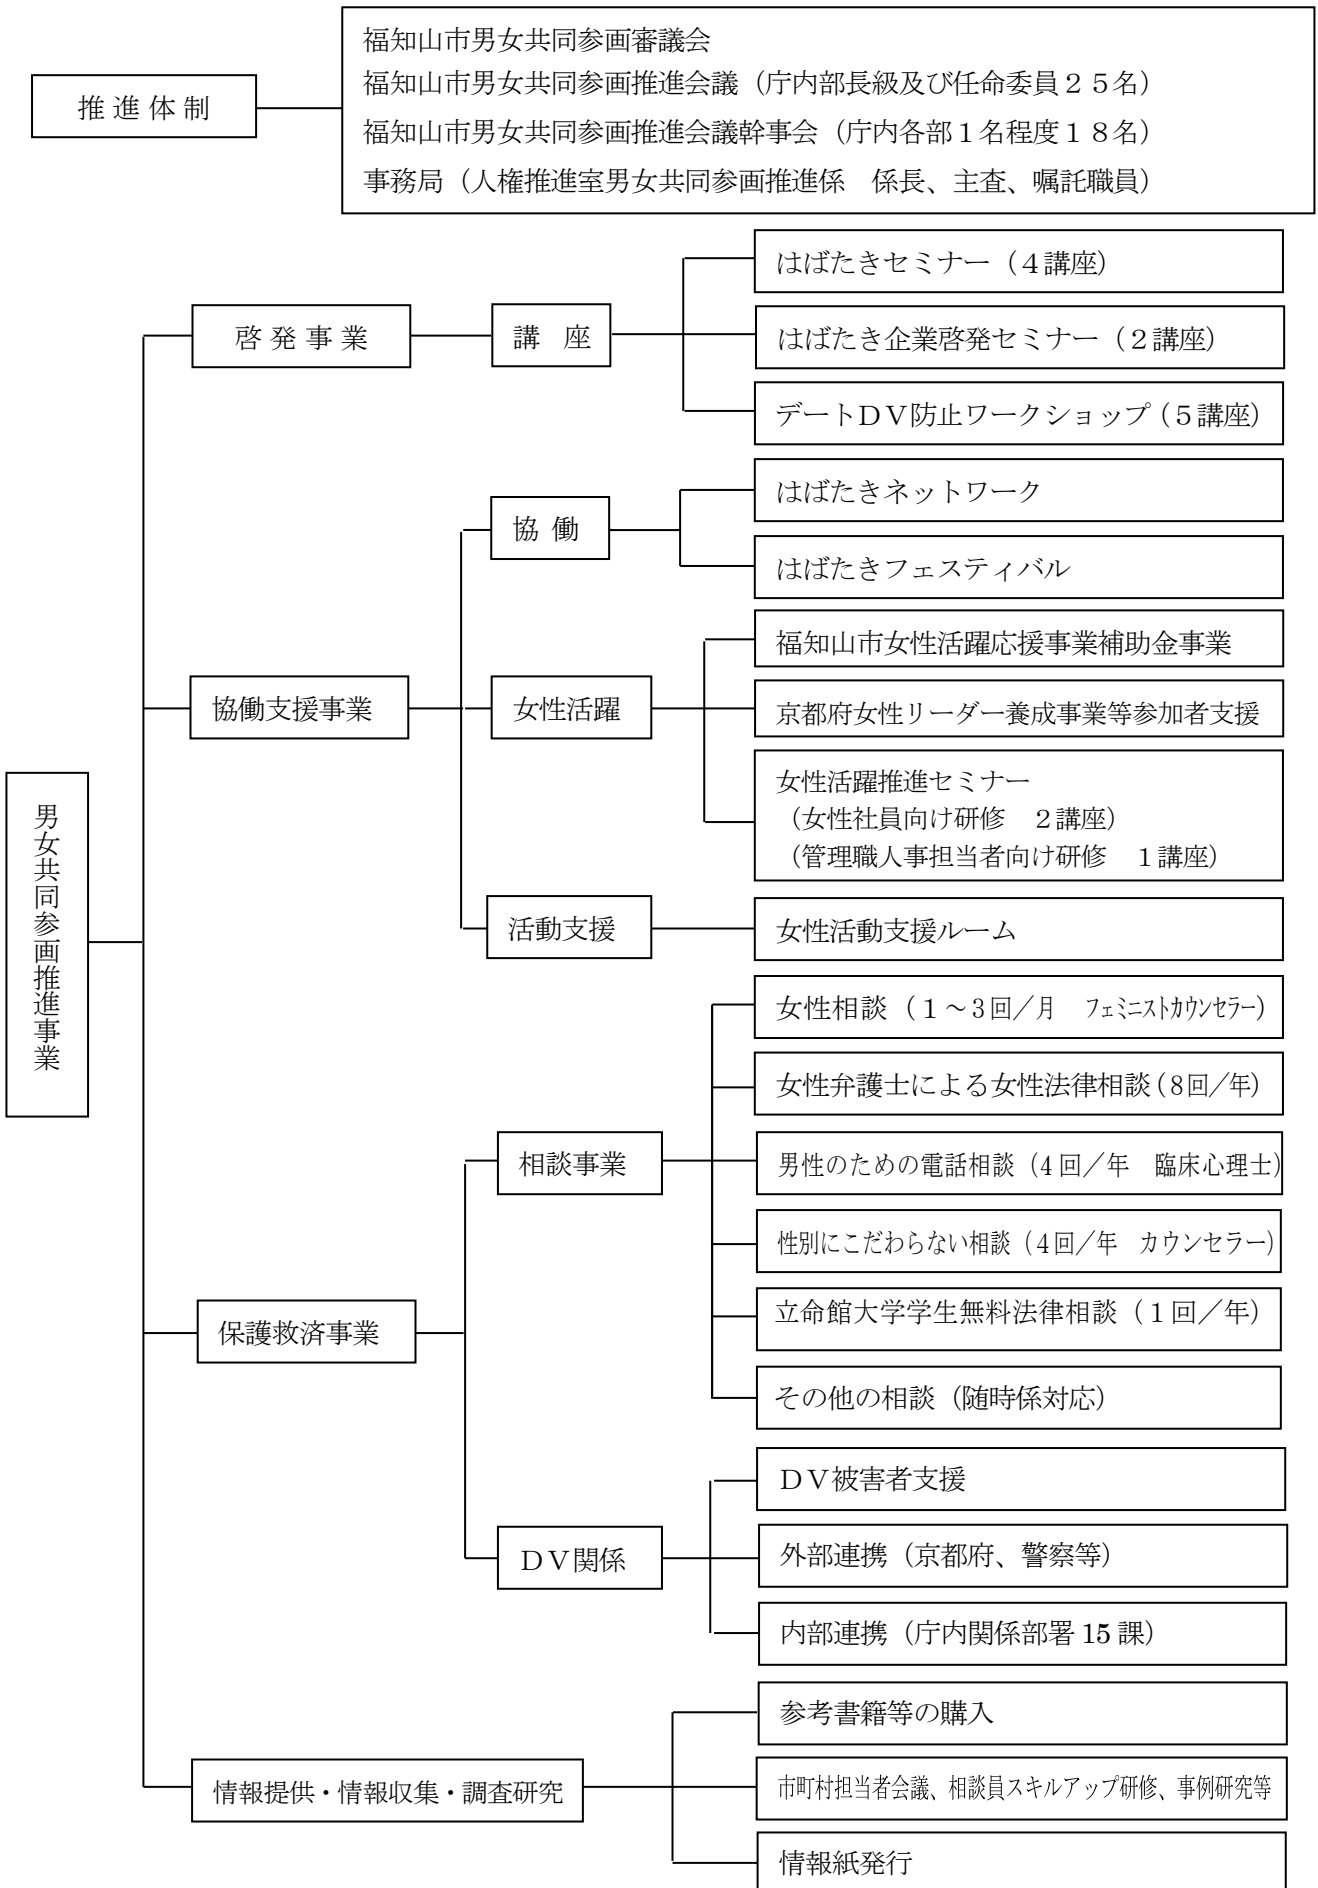 推進体制
福知山市男女共同参画審議会
福知山市男女共同参画推進会議（庁内部長級及び任命委員２５名）
福知山市男女共同参画推進会議幹事会（庁内各部１名程度１８名）
事務局（人権推進室男女共同参画推進係　係長、主査、嘱託職員）
男女共同参画推進事業
啓発事業
講　座
はばたきセミナー（４講座）
はばたき企業啓発セミナー（２講座）
デートＤＶ防止ワークショップ（５講座）
協働支援事業
協働
はばたきネットワーク
はばたきフェスティバル
女性活躍
福知山市女性活躍応援事業補助金事業
京都府女性リーダー養成事業等参加者支援
女性活躍推進セミナー
（女性社員向け研修　２講座）
（管理職人事担当者向け研修　１講座）
活動支援
女性活動支援ルーム
保護救済事業
相談事業
女性相談（１～３回／月　フェミニストカウンセラー）
女性弁護士による女性法律相談（８回／年）
男性のための電話相談（４回／年　臨床心理士）
性別にこだわらない相談（４回／年　カウンセラー）
立命館大学学生無料法律相談（１回／年）
その他の相談（随時係対応）
ＤＶ関係
ＤＶ被害者支援
外部連携（京都府、警察等）
内部連携（庁内関係部署 15 課）
情報提供・情報収集・調査研究
参考書籍等の購入
市町村担当者会議、相談員スキルアップ研修、事例研究等
情報紙発行